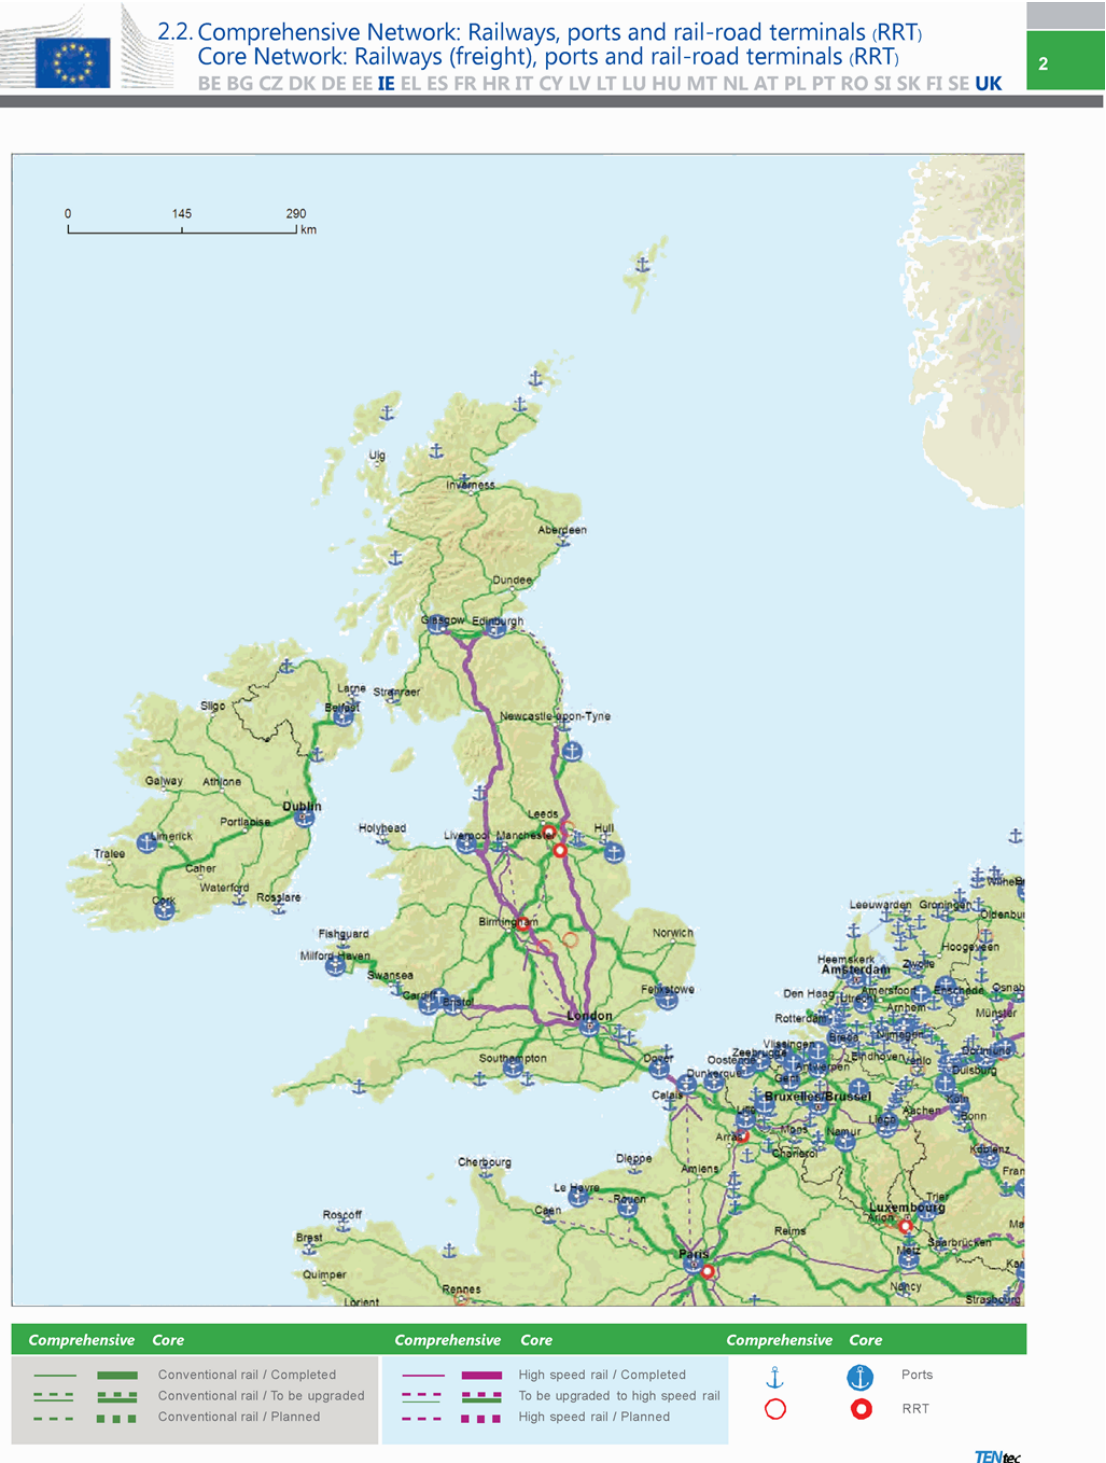 2.2. Comprehensive Network: Railways, ports and rail-road terminals (RRT)
Core Network: Railways (freight), ports and rail-road terminals (RRT)
BE BG CZ DK DE EE IE EL ES FR HR IT CY LV LT LU HU MT NL AT PL PT RO SI SK FI SE UK
2
0 145 290
km
Uig
Inverness
Aberdeen
Dundee
Glasgow Edinburgh
Larne Stranraer
Sligo Belfast
Newcastle-upon-Tyne
Galway Athlone
Dublin
Leeds
Portlaoise
Holyhead Liverpool Manchester Hull
Limerick
Tralee
Caher
Waterford
Cork Rosslare
Birmingham
Fishguard Norwich
Milford Haven
Swansea
Cardiff Bristol Felixstowe
London
Southampton Dover
Calais Dunkerque
Leeuwarden Groningen
Oldenbu
Hoogeveen
Heemskerk Zwolle
Amsterdam
Den Haag Utrecht Amersfoort Enschede Osnab
Arnhem
Rotterdam Münster
Breda Nijmegen
Vlissingen
Zeebrugge Eindhoven Venlo Dortmund
Oostende Antwerpen Duisburg
Gent
Bruxelles/Brussel Köln
Lille Aachen Bonn
Liège
Arras Mons Namur
Charleroi Koblenz
Amiens Fran
Cherbourg Dieppe
Le Havre
Rouen Trier
Caen Luxembourg
Arlon
Roscoff Reims Ma
Brest Paris Metz Saarbrücken
Kar
Quimper Rennes Nancy
Lorient Strasbourg
Comprehensive Core Comprehensive Core Comprehensive Core
Conventional rail / Completed High speed rail / Completed Ports
Conventional rail / To be upgraded To be upgraded to high speed rail RRT
Conventional rail / Planned High speed rail / Planned
TENtec